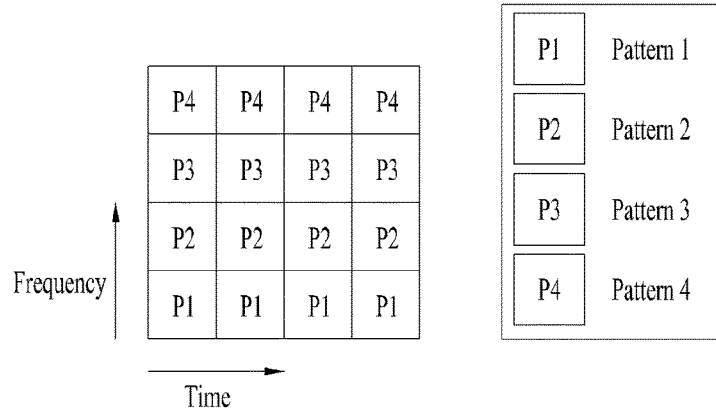 P4 P4 P4 P4
P3 P3 P3 P3
P2 P2 P2 P2
P1 P1 P1 P1
Frequency
Time
P1 Pattern 1
P2 Pattern 2
P3 Pattern 3
P4 Pattern 4